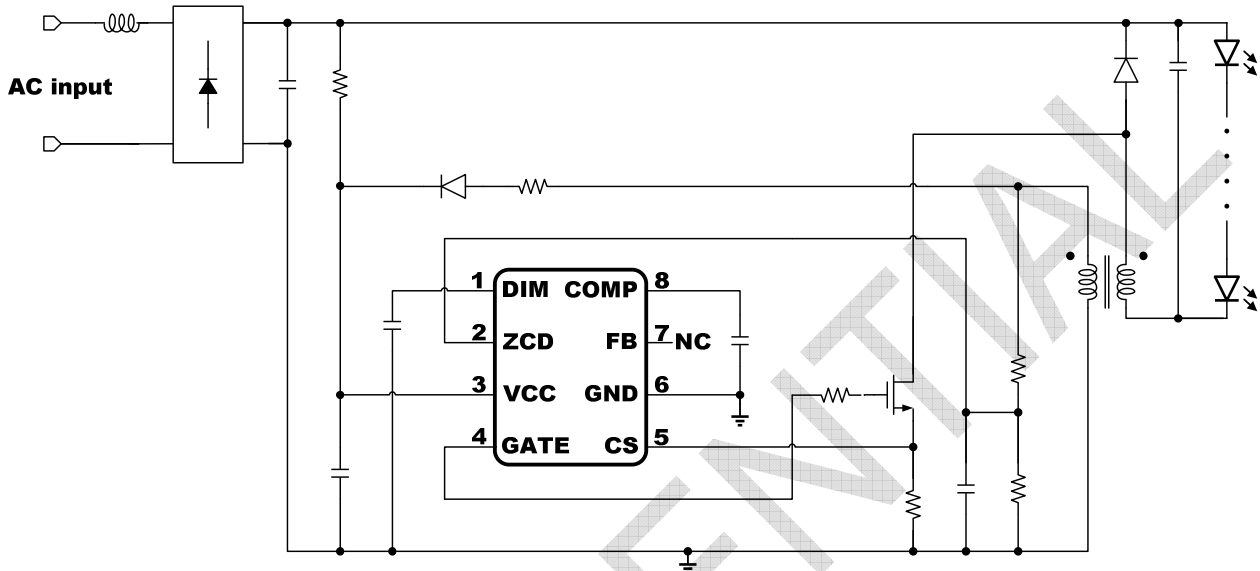 AC input
1 DIM COMP 8
2 ZCD FB 7 NC
3 VCC GND 6
4 GATE CS 5
ENTIAL